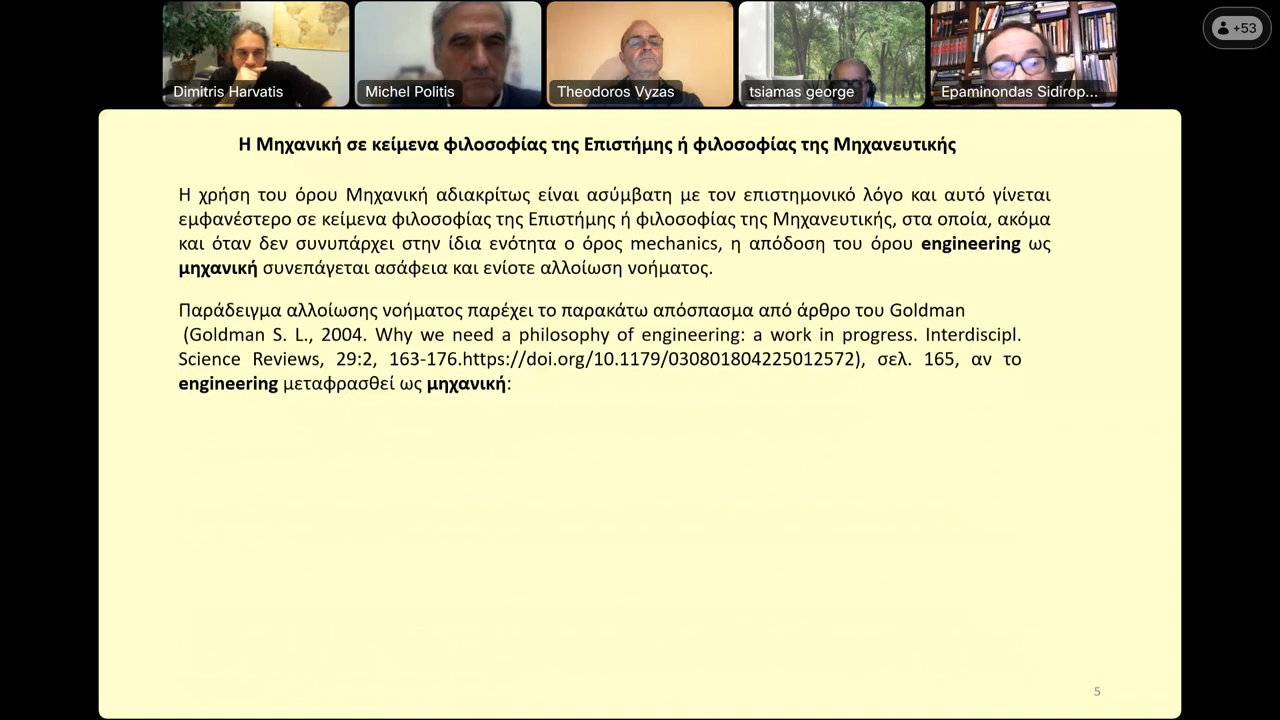 Dimitris Harvatis
Michel Politis
Theodoros Vyzas
tsiamas george
Epaminondas Sidirop...
+53
Η Μηχανική σε κείμενα φιλοσοφίας της Επιστήμης ή φιλοσοφίας της Μηχανευτικής
Η χρήση του όρου Μηχανική αδιακρίτως είναι ασύμβατη με τον επιστημονικό λόγο και αυτό γίνεται
εμφανέστερο σε κείμενα φιλοσοφίας της Επιστήμης ή φιλοσοφίας της Μηχανευτικής, στα οποία, ακόμα
και όταν δεν συνυπάρχει στην ίδια ενότητα ο όρος mechanics, η απόδοση του όρου engineering ως
μηχανική συνεπάγεται ασάφεια και ενίοτε αλλοίωση νοήματος.
Παράδειγμα αλλοίωσης νοήματος παρέχει το παρακάτω απόσπασμα από άρθρο του Goldman
(Goldman S. L., 2004. Why we need a philosophy of engineering: a work in progress. Interdiscipl.
Science Reviews, 29:2, 163-176.https://doi.org/10.1179/030801804225012572), σελ. 165, αν το
engineering μεταφρασθεί ως μηχανική:
5